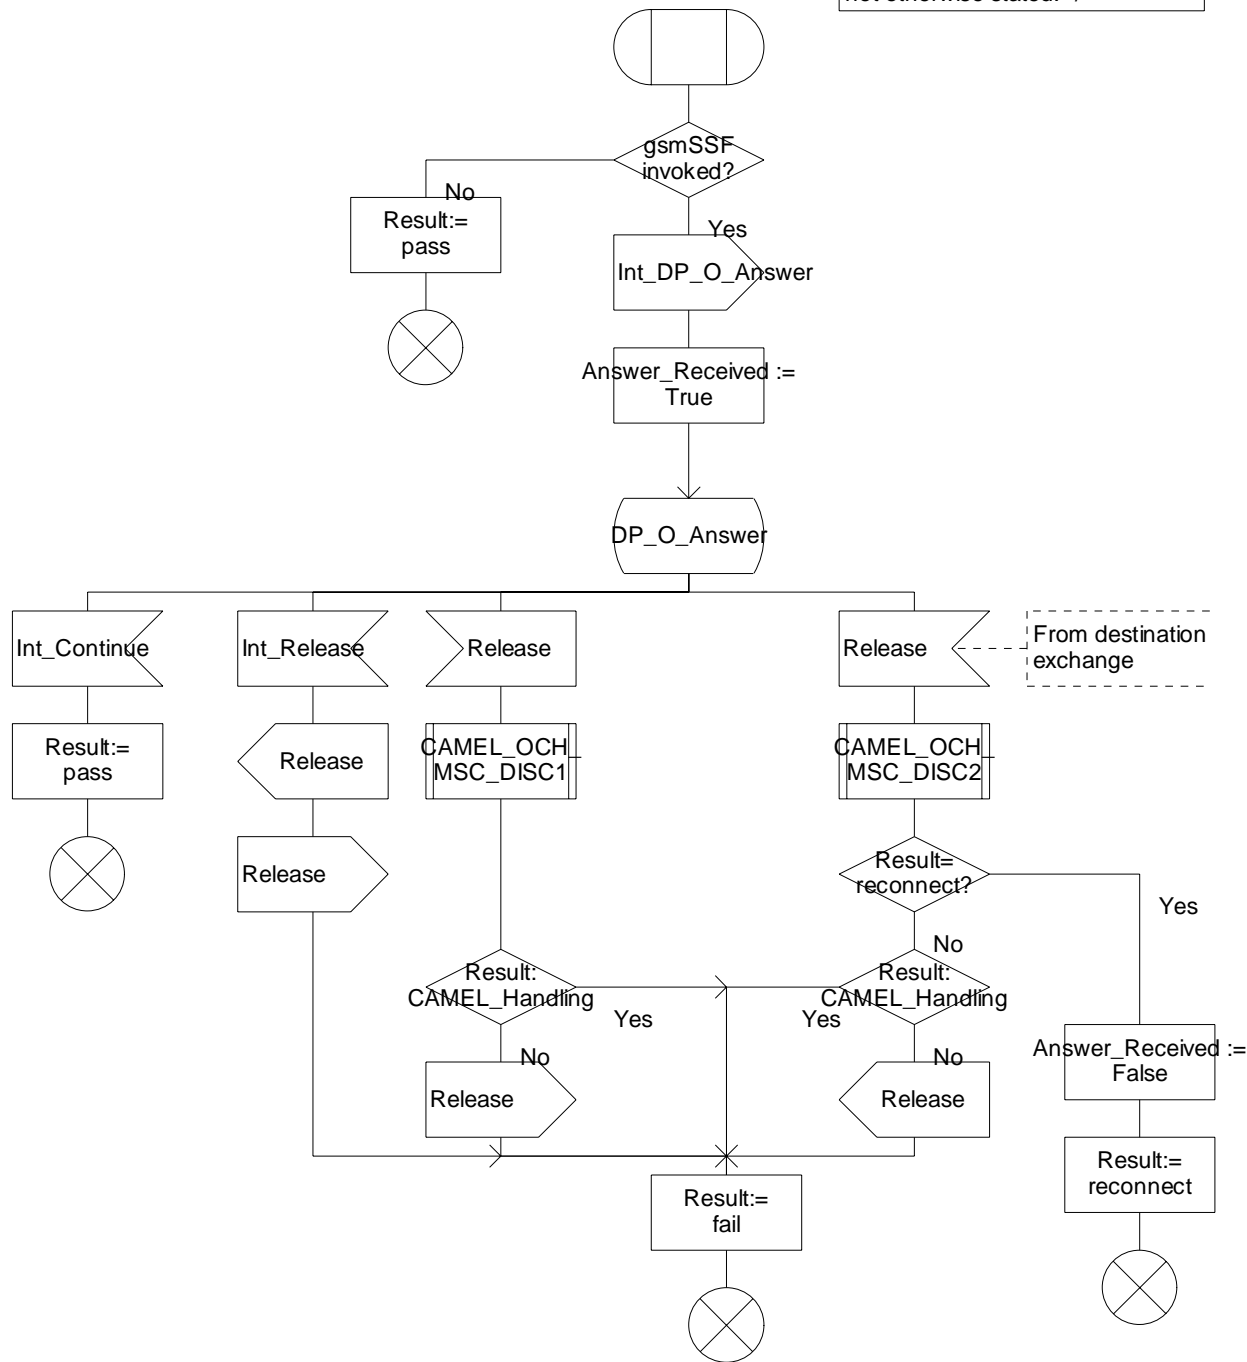 not otherwise stated.
gsmSSF
invoked?
No
Result:=
pass
Yes
Int_DP_O_Answer
Answer_Received :=
True
DP_O_Answer
Int_Continue
Int_Release
Release
Release
From destination
exchange
Result:=
pass
Release
CAMEL_OCH_
MSC_DISC1
CAMEL_OCH_
MSC_DISC2
Release
Result=
reconnect?
Yes
No
Result:
CAMEL_Handling
Yes
Result:
CAMEL_Handling
Yes
No
Release
No
Release
Answer_Received :=
False
Result:=
fail
Result:=
reconnect